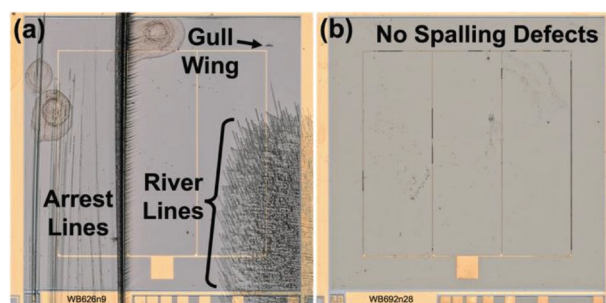 (a)
Gull
Wing
Arrest
Lines
River
Lines
WB626n9
(b) No Spalling Defects
WB692n28